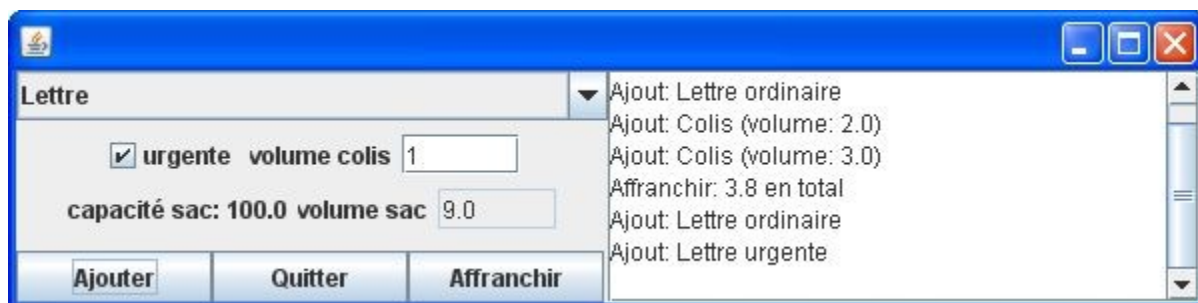 Lettre
urgente volume colis 1
capacité sac: 100.0 volume sac 9.0
Ajouter Quitter Affranchir
Ajout: Lettre ordinaire
Ajout: Colis (volume: 2.0)
Ajout: Colis (volume: 3.0)
Affranchir: 3.8 en total
Ajout: Lettre ordinaire
Ajout: Lettre urgente